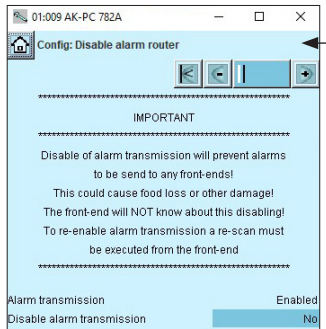 01:009 AK-PC 782A
Config: Disable alarm router
************************************************************
IMPORTANT
************************************************************
Disable of alarm transmission will prevent alarms
to be send to any front-ends!
This could cause food loss or other damage!
The front-end will NOT know about this disabling!
To re-enable alarm transmission a re-scan must
be executed from the front-end
************************************************************
Alarm transmission Enabled
Disable alarm transmission No